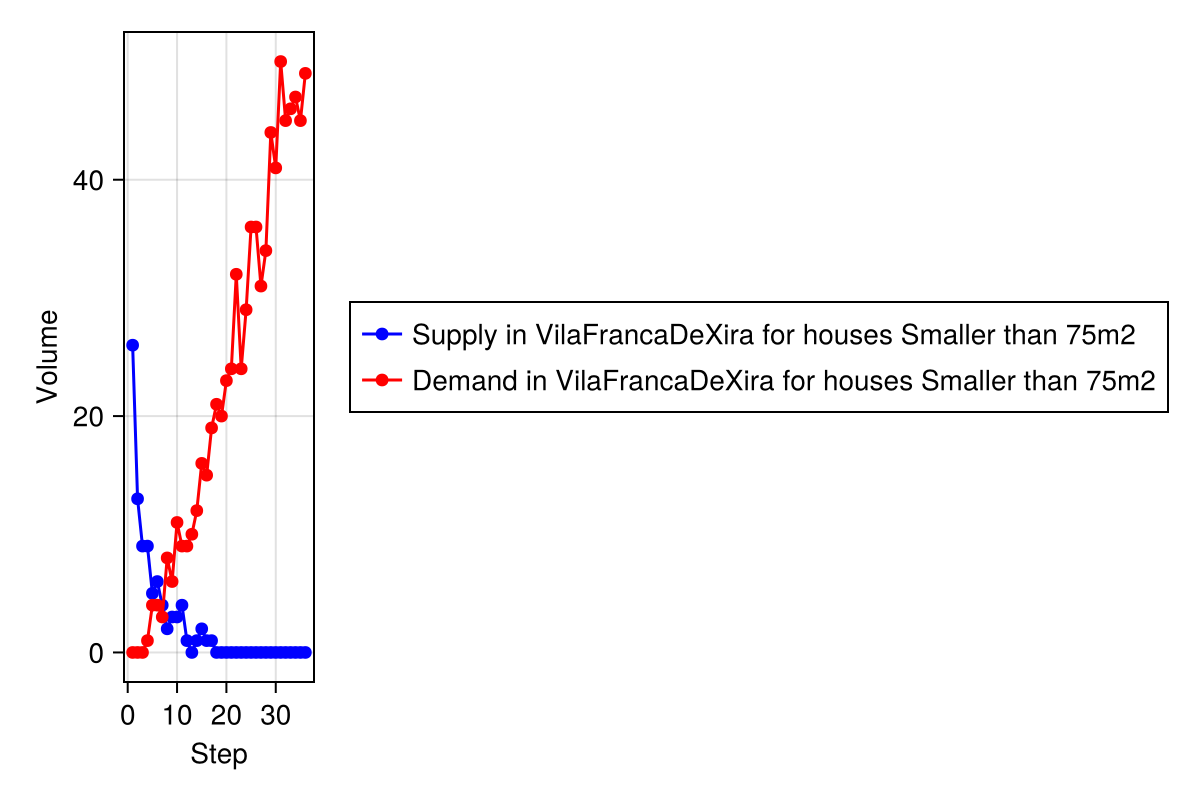 Volume
40
20
0
0 10 20 30
Step
Supply in VilaFrancaDeXira for houses Smaller than 75m2
Demand in VilaFrancaDeXira for houses Smaller than 75m2